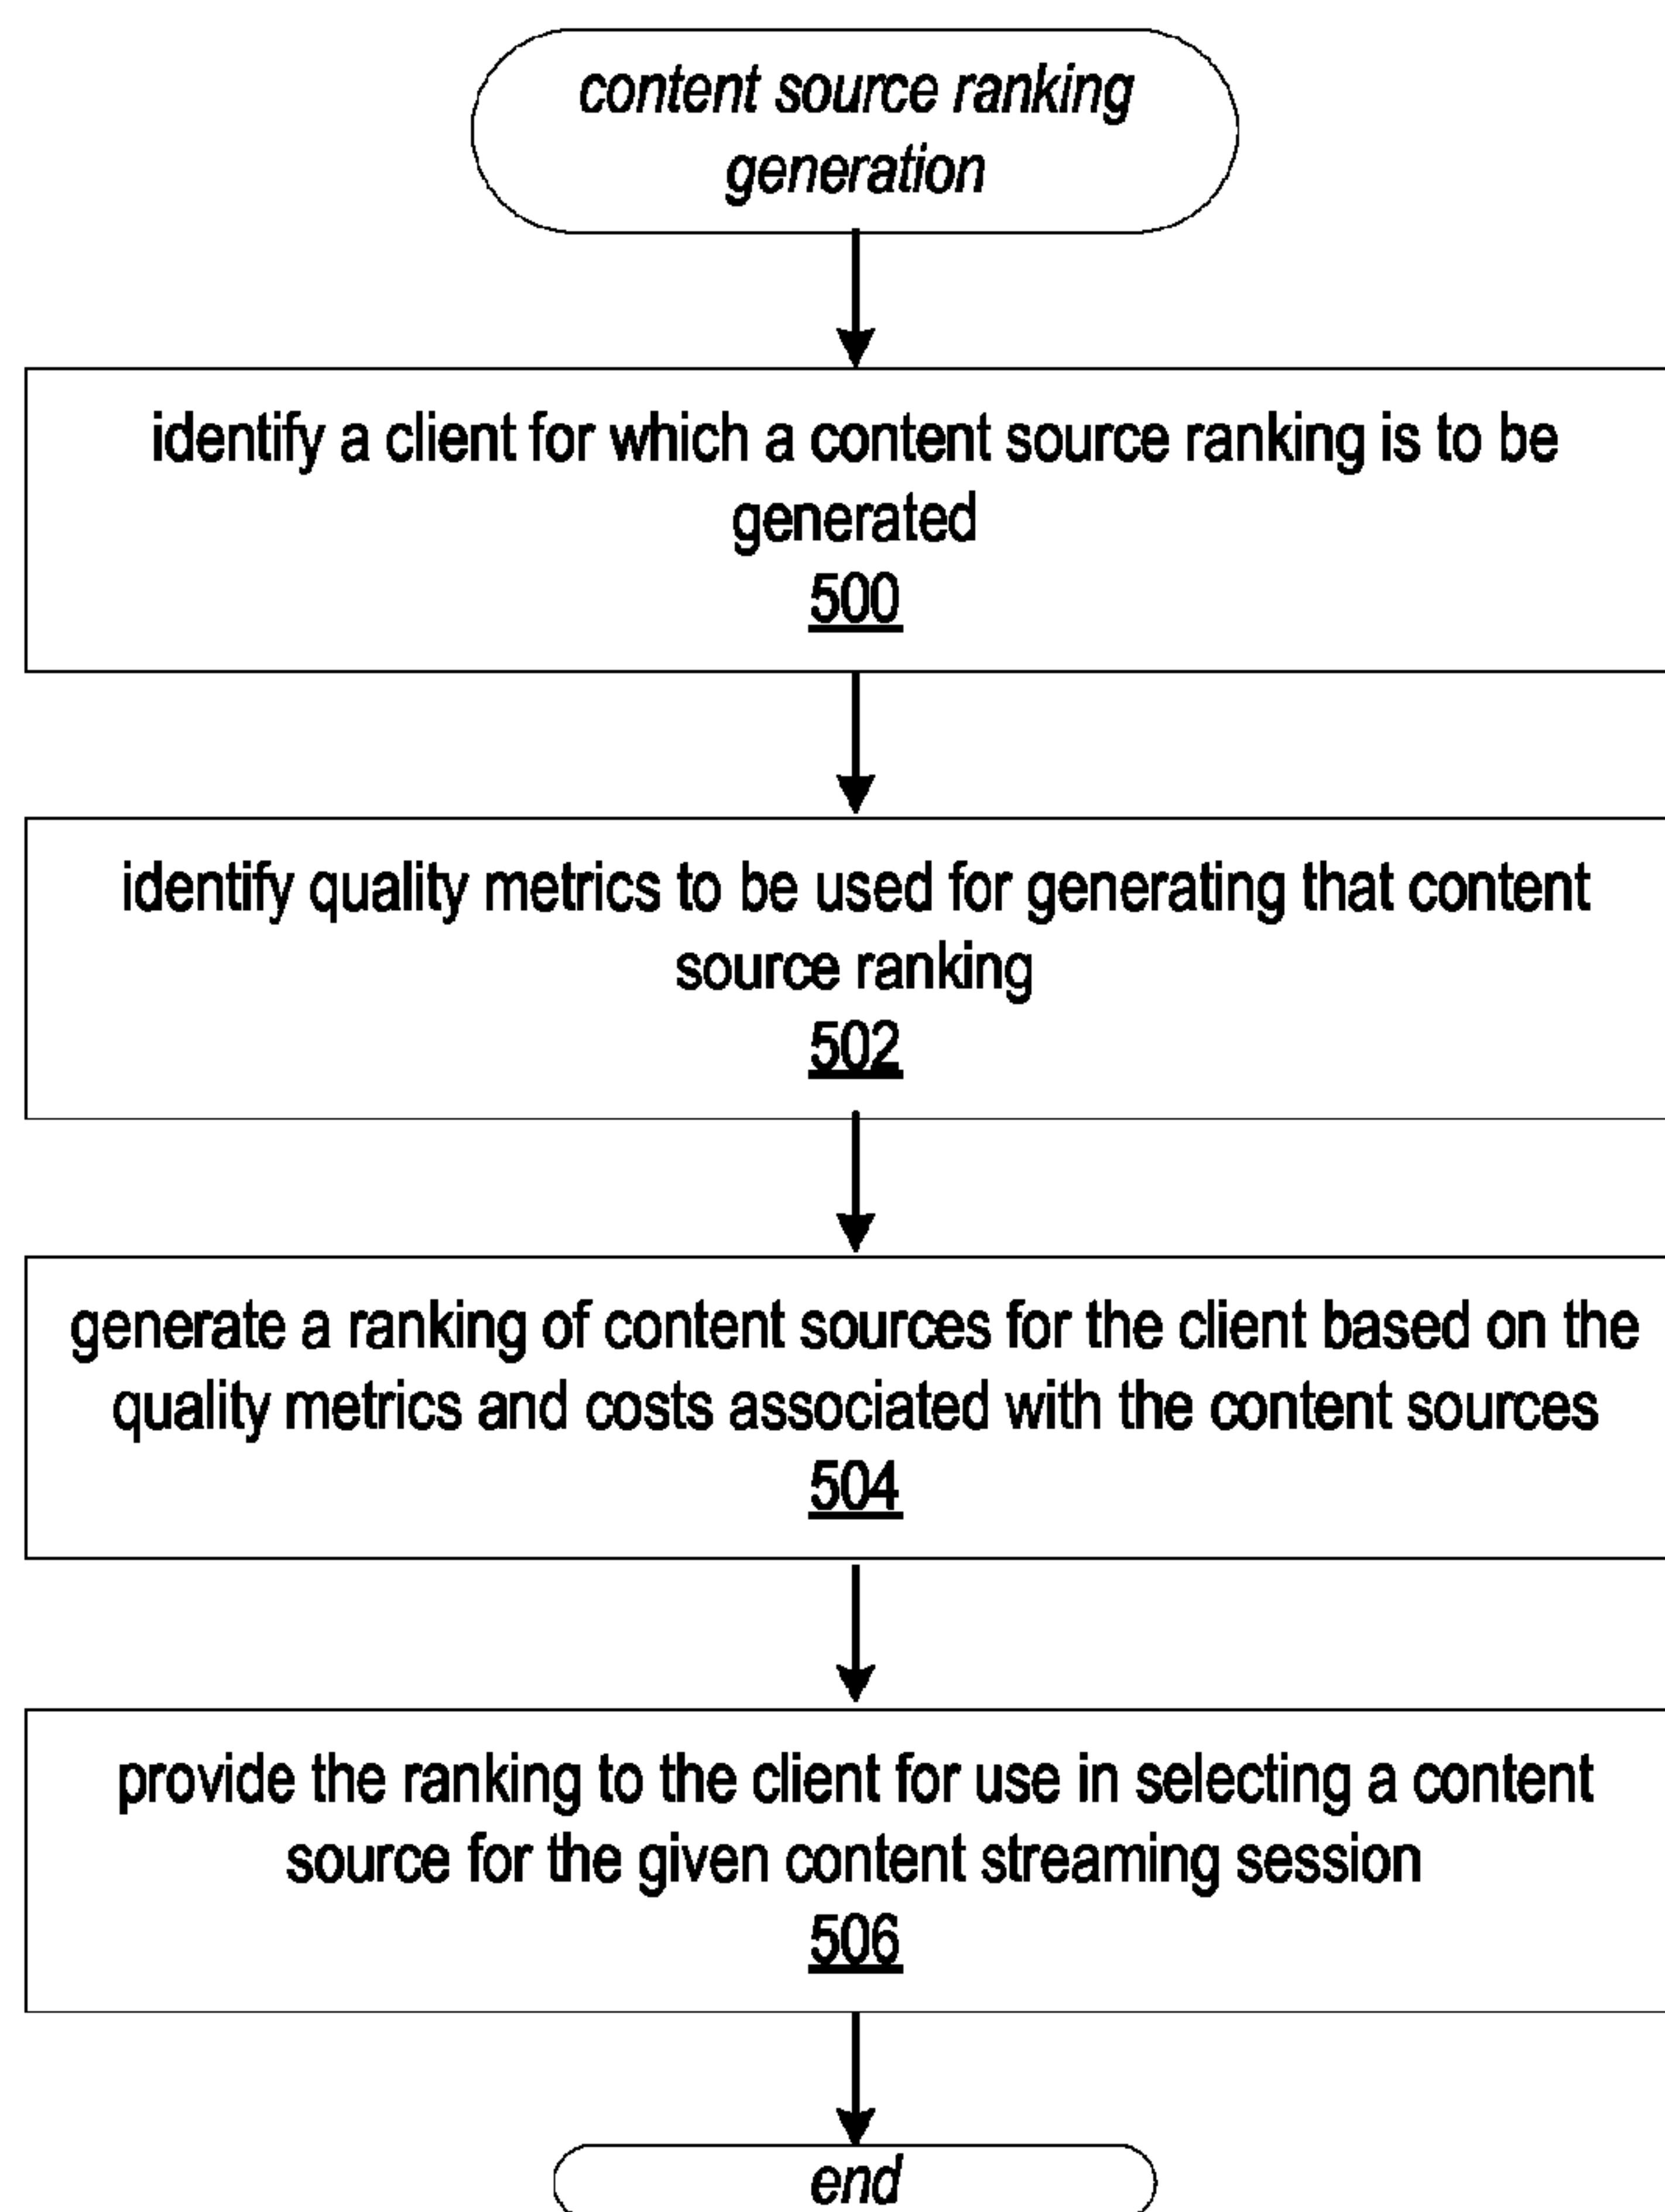 content source ranking
generation
identify a client for which a content source ranking is to be
generated
500
identify quality metrics to be used for generating that content
source ranking
502
generate a ranking of content sources for the client based on the
quality metrics and costs associated with the content sources
504
provide the ranking to the client for use in selecting a content
source for the given content streaming session
506
end